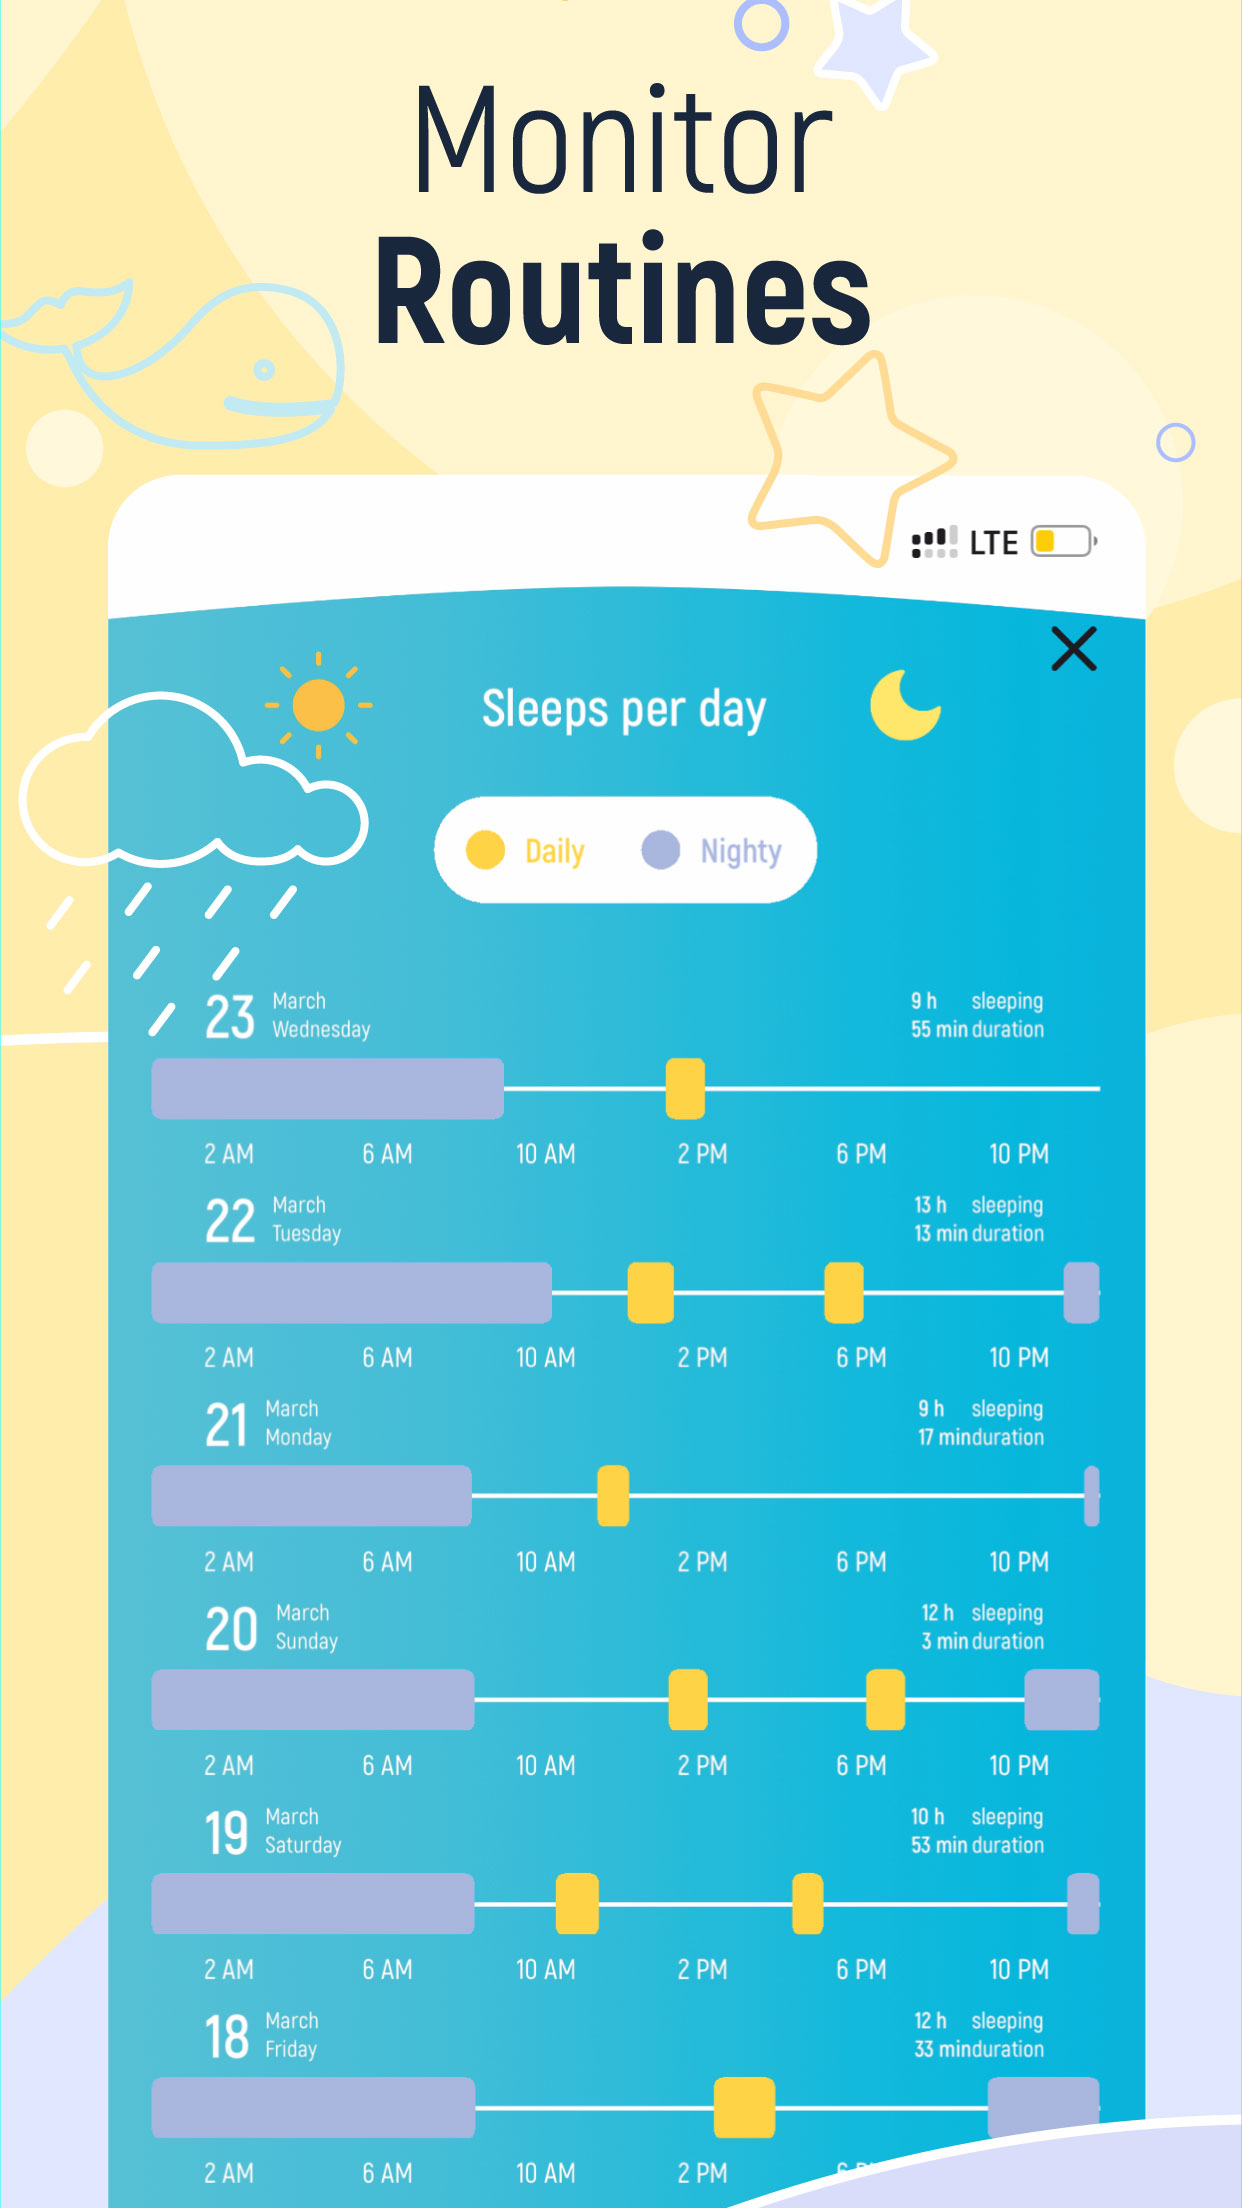 Monitor
Routines
LTE
Sleeps per day
Daily Nighty
23 March Wednesday 9 h 55 min sleeping duration
2 AM 6 AM 10 AM 2 PM 6 PM 10 PM
22 March Tuesday 13 h 13 min sleeping duration
2 AM 6 AM 10 AM 2 PM 6 PM 10 PM
21 March Monday 9 h 17 min sleeping duration
2 AM 6 AM 10 AM 2 PM 6 PM 10 PM
20 March Sunday 12 h 3 min sleeping duration
2 AM 6 AM 10 AM 2 PM 6 PM 10 PM
19 March Saturday 10 h 53 min sleeping duration
2 AM 6 AM 10 AM 2 PM 6 PM 10 PM
18 March Friday 12 h 33 min sleeping duration
2 AM 6 AM 10 AM 2 PM